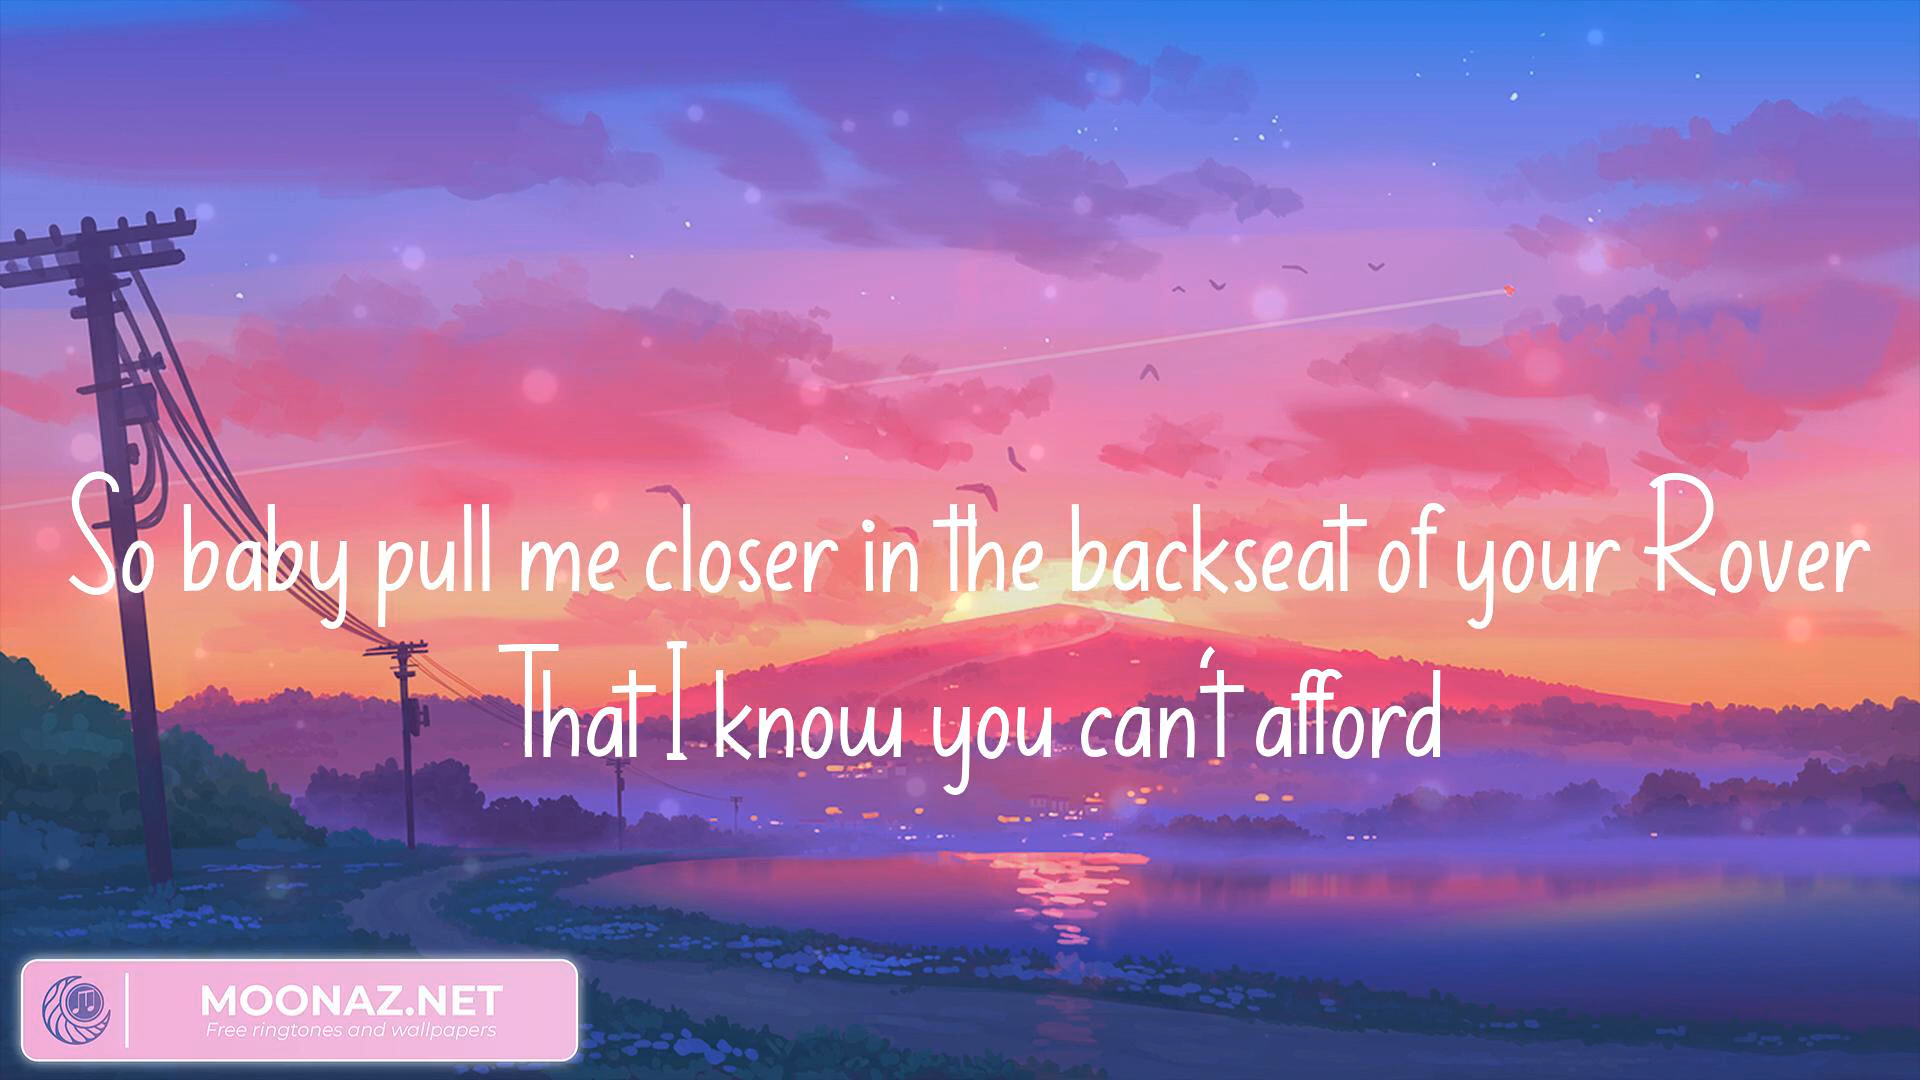 So baby pull me closer in the backseat of your Rover
That I know you can't afford
MOONAZ.NET
Free ringtones and wallpapers